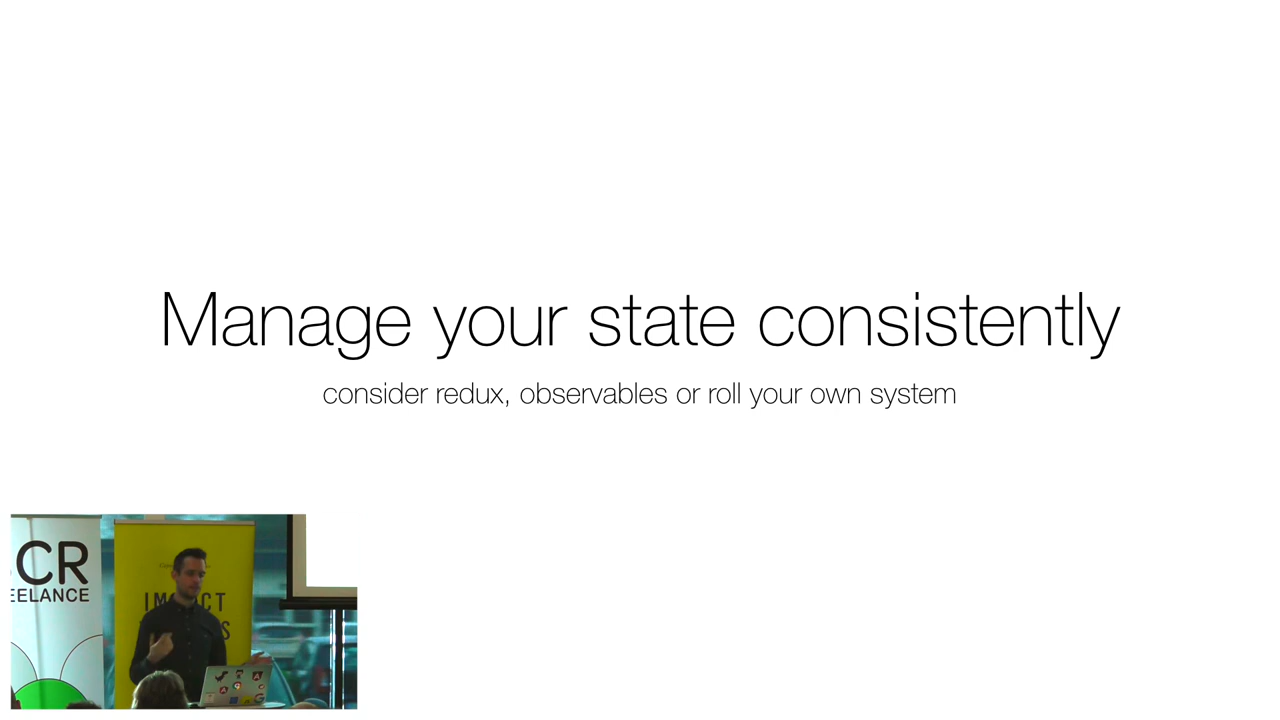 Manage your state consistently
consider redux, observables or roll your own system
CR
EELANCE